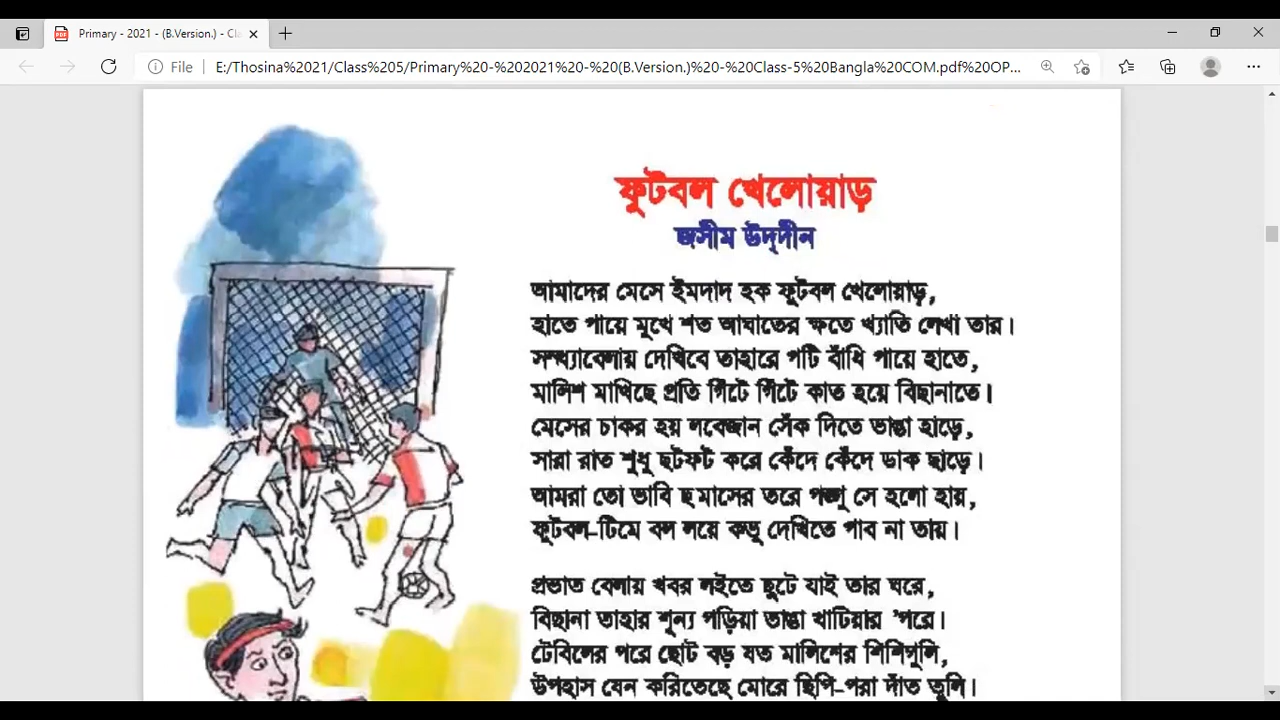 Primary - 2021 - (B.Version.) - Cla
File
E:/Thosina%2021/Class%205/Primary%20-%202021%20-%20(B.Version.)%20-%20Class-5%20Bangla%20COM.pdf%20OP...
ফুটবল খেলোয়াড়
জসীম উদ্‌দীন
আমাদের মেসে ইমদাদ হক ফুটবল খেলোয়াড়,
হাতে পায়ে মুখে শত আঘাতের ক্ষতে খ্যাতি লেখা তার।
সন্ধ্যাবেলায় দেখিবে তাহারে পটি বাঁধি পায়ে হাতে,
মালিশ মাখিছে প্রতি গিঁটে গিঁটে কাত হয়ে বিছানাতে।
মেসের চাকর হয় লবেজান সেঁক দিতে ভাঙা হাড়ে,
সারা রাত শুধু ছটফট করে কেঁদে কেঁদে ডাক ছাড়ে।
আমরা তো ভাবি ছ মাসের তরে পঙ্গু সে হলো হায়,
ফুটবল-টিমে বল লয়ে কভু দেখিতে পাব না তায়।
প্রভাত বেলায় খবর লইতে ছুটে যাই তার ঘরে,
বিছানা তাহার শূন্য পড়িয়া ভাঙা খাটিয়ার 'পরে।
টেবিলের পরে ছোট বড় যত মালিশের শিশিগুলি,
উপহাস যেন করিতেছে মোরে ছিপি-পরা দাঁত তুলি।